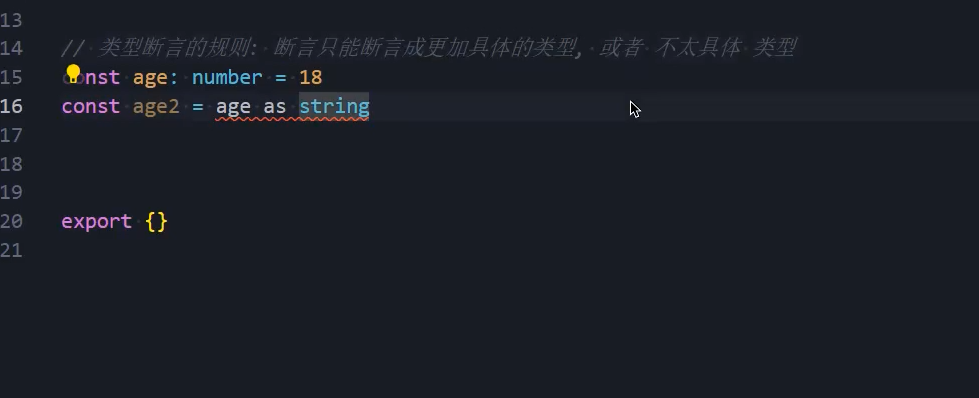 13
14 // 类型断言的规则: 断言只能断言成更加具体的类型, 或者 不太具体 类型
15 const age: number = 18
16 const age2 = age as string
17
18
19
20 export {}
21